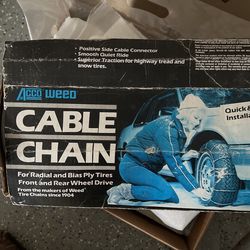 • Positive Side Cable Connector
• Smooth Quiet Ride
• Superior Traction for highway tread and
snow tires.
ACCO WEED
CABLE
CHAIN
Quick &
Installa
For Radial and Bias Ply Tires
Front and Rear Wheel Drive
From the makers of Weed®
Tire Chains since 1904